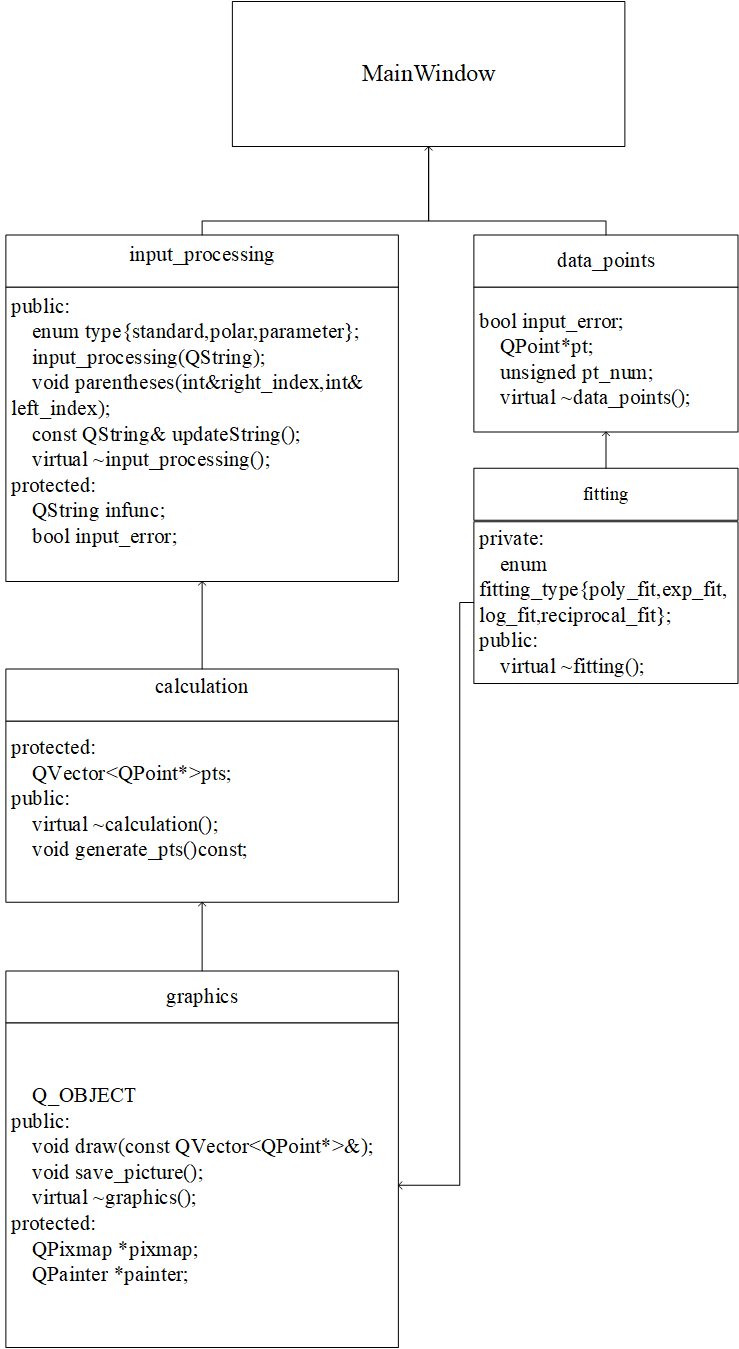 MainWindow
input_processing
public:
enum type{standard,polar,parameter};
input_processing(QString);
void parentheses(int&right_index,int&
left_index);
const QString& updateString();
virtual ~input_processing();
protected:
QString infunc;
bool input_error;
data_points
bool input_error;
QPoint*pt;
unsigned pt_num;
virtual ~data_points();
fitting
private:
enum
fitting_type{poly_fit,exp_fit,
log_fit,reciprocal_fit};
public:
virtual ~fitting();
calculation
protected:
QVector<QPoint*>pts;
public:
virtual ~calculation();
void generate_pts()const;
graphics
Q_OBJECT
public:
void draw(const QVector<QPoint*>&);
void save_picture();
virtual ~graphics();
protected:
QPixmap *pixmap;
QPainter *painter;